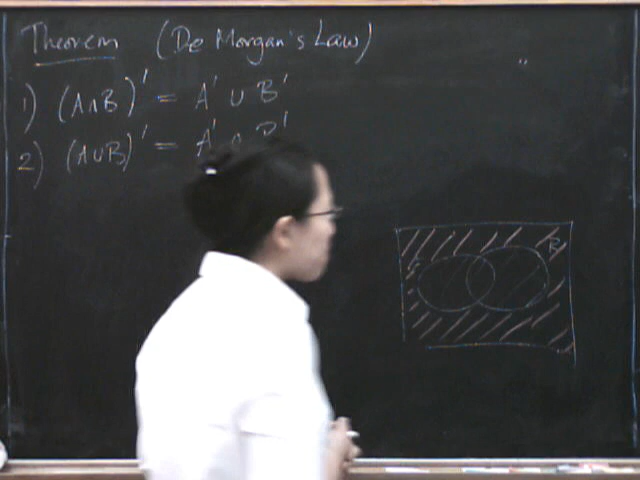 Theorem (De Morgan's Law)
1) (A∩B)' = A' ∪ B'
2) (A∪B)' = A' ∩ B'
B